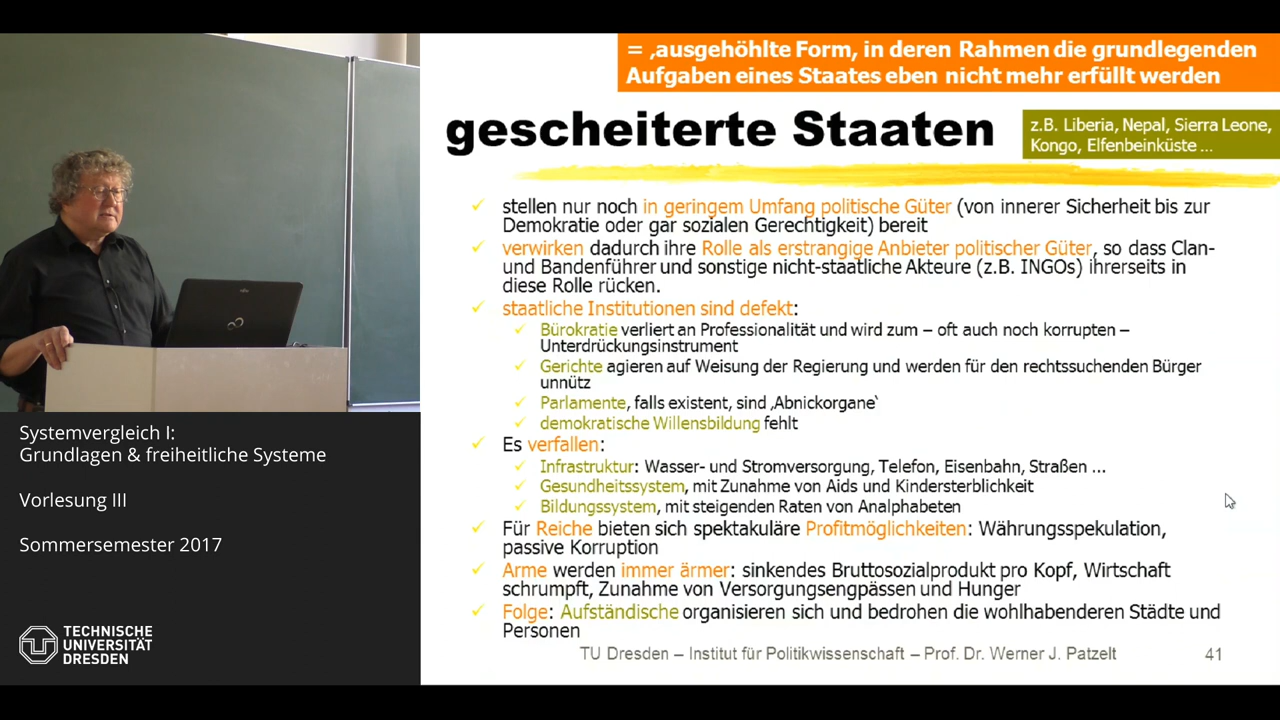 = ‚ausgehöhlte Form, in deren Rahmen die grundlegenden
Aufgaben eines Staates eben nicht mehr erfüllt werden
gescheiterte Staaten
z.B. Liberia, Nepal, Sierra Leone,
Kongo, Elfenbeinküste ...
stellen nur noch in geringem Umfang politische Güter (von innerer Sicherheit bis zur
Demokratie oder gar sozialen Gerechtigkeit) bereit
verwirken dadurch ihre Rolle als erstrangige Anbieter politischer Güter, so dass Clan-
und Bandenführer und sonstige nicht-staatliche Akteure (z.B. INGOs) ihrerseits in
diese Rolle rücken.
staatliche Institutionen sind defekt:
Bürokratie verliert an Professionalität und wird zum – oft auch noch korrupten –
Unterdrückungsinstrument
Gerichte agieren auf Weisung der Regierung und werden für den rechtssuchenden Bürger
unnütz
Parlamente, falls existent, sind ‚Abnickorgane‘
demokratische Willensbildung fehlt
Es verfallen:
Infrastruktur: Wasser- und Stromversorgung, Telefon, Eisenbahn, Straßen ...
Gesundheitssystem, mit Zunahme von Aids und Kindersterblichkeit
Bildungssystem, mit steigenden Raten von Analphabeten
Für Reiche bieten sich spektakuläre Profitmöglichkeiten: Währungsspekulation,
passive Korruption
Arme werden immer ärmer: sinkendes Bruttosozialprodukt pro Kopf, Wirtschaft
schrumpft, Zunahme von Versorgungsengpässen und Hunger
Folge: Aufständische organisieren sich und bedrohen die wohlhabenderen Städte und
Personen
TU Dresden – Institut für Politikwissenschaft – Prof. Dr. Werner J. Patzelt
41
Systemvergleich I:
Grundlagen & freiheitliche Systeme
Vorlesung III
Sommersemester 2017
TECHNISCHE
UNIVERSITÄT
DRESDEN